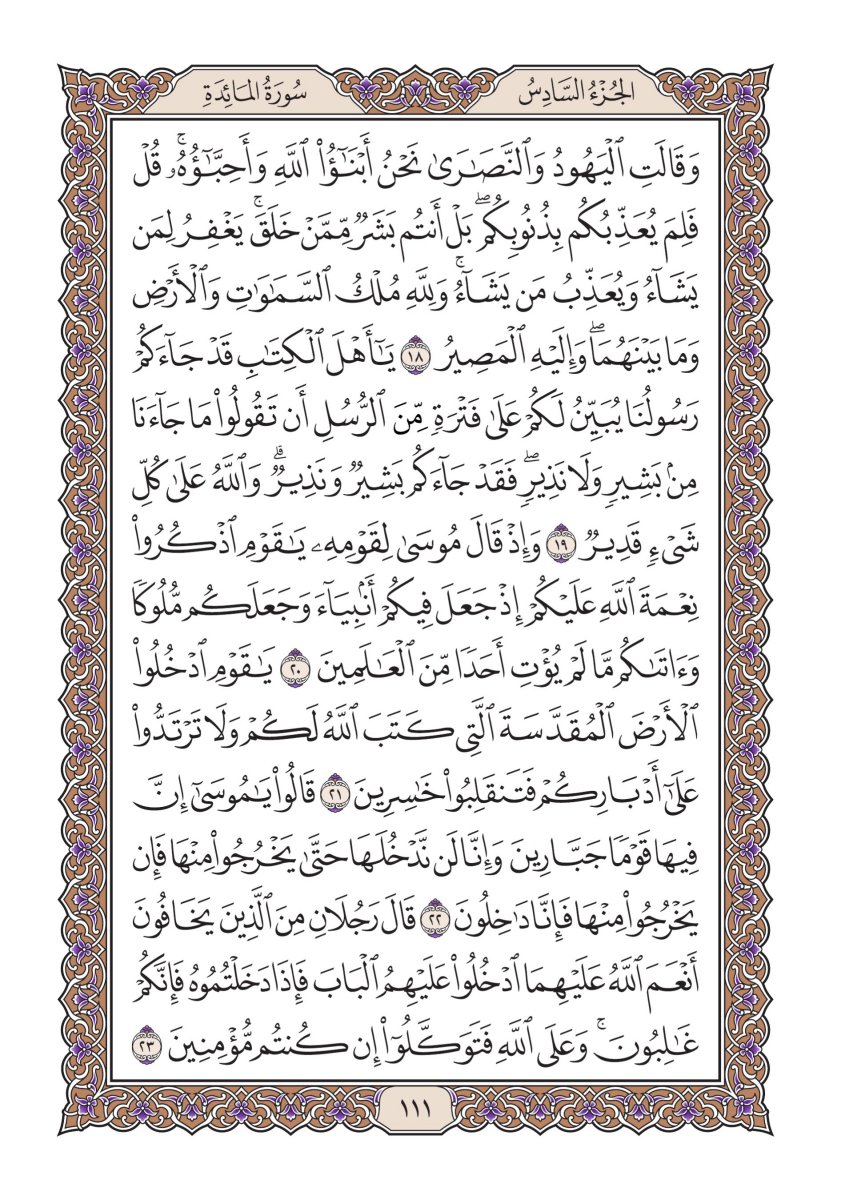 الجُزْءُ السَّادِسُ
سُورَةُ المَائِدَةِ
وَقَالَتِ ٱلْيَهُودُ وَٱلنَّصَـٰرَىٰ نَحْنُ أَبْنَـٰٓؤُا۟ ٱللَّهِ وَأَحِبَّـٰٓؤُهُۥۚ قُلْ
فَلِمَ يُعَذِّبُكُم بِذُنُوبِكُمۖ بَلْ أَنتُم بَشَرٌ مِّمَّنْ خَلَقَۚ يَغْفِرُ لِمَن
يَشَآءُ وَيُعَذِّبُ مَن يَشَآءُۚ وَلِلَّهِ مُلْكُ ٱلسَّمَـٰوَٰتِ وَٱلْأَرْضِ
وَمَا بَيْنَهُمَاۖ وَإِلَيْهِ ٱلْمَصِيرُ ١٨ يَـٰٓأَهْلَ ٱلْكِتَـٰبِ قَدْ جَآءَكُمْ
رَسُولُنَا يُبَيِّنُ لَكُمْ عَلَىٰ فَتْرَةٍ مِّنَ ٱلرُّسُلِ أَن تَقُولُوا۟ مَا جَآءَنَا
مِنۢ بَشِيرٍ وَلَا نَذِيرٍۖ فَقَدْ جَآءَكُم بَشِيرٌ وَنَذِيرٌۗ وَٱللَّهُ عَلَىٰ كُلِّ
شَىْءٍ قَدِيرٌ ١٩ وَإِذْ قَالَ مُوسَىٰ لِقَوْمِهِۦ يَـٰقَوْمِ ٱذْكُرُوا۟
نِعْمَةَ ٱللَّهِ عَلَيْكُمْ إِذْ جَعَلَ فِيكُمْ أَنۢبِيَآءَ وَجَعَلَكُم مُّلُوكًا
وَءَاتَىٰكُم مَّا لَمْ يُؤْتِ أَحَدًا مِّنَ ٱلْعَـٰلَمِينَ ٢٠ يَـٰقَوْمِ ٱدْخُلُوا۟
ٱلْأَرْضَ ٱلْمُقَدَّسَةَ ٱلَّتِى كَتَبَ ٱللَّهُ لَكُمْ وَلَا تَرْتَدُّوا۟
عَلَىٰٓ أَدْبَارِكُمْ فَتَنقَلِبُوا۟ خَـٰسِرِينَ ٢١ قَالُوا۟ يَـٰمُوسَىٰٓ إِنَّ
فِيهَا قَوْمًا جَبَّارِينَ وَإِنَّا لَن نَّدْخُلَهَا حَتَّىٰ يَخْرُجُوا۟ مِنْهَا فَإِن
يَخْرُجُوا۟ مِنْهَا فَإِنَّا دَٰخِلُونَ ٢٢ قَالَ رَجُلَانِ مِنَ ٱلَّذِينَ يَخَافُونَ
أَنْعَمَ ٱللَّهُ عَلَيْهِمَا ٱدْخُلُوا۟ عَلَيْهِمُ ٱلْبَابَ فَإِذَا دَخَلْتُمُوهُ فَإِنَّكُمْ
غَـٰلِبُونَۚ وَعَلَى ٱللَّهِ فَتَوَكَّلُوٓا۟ إِن كُنتُم مُّؤْمِنِينَ ٢٣
١١١